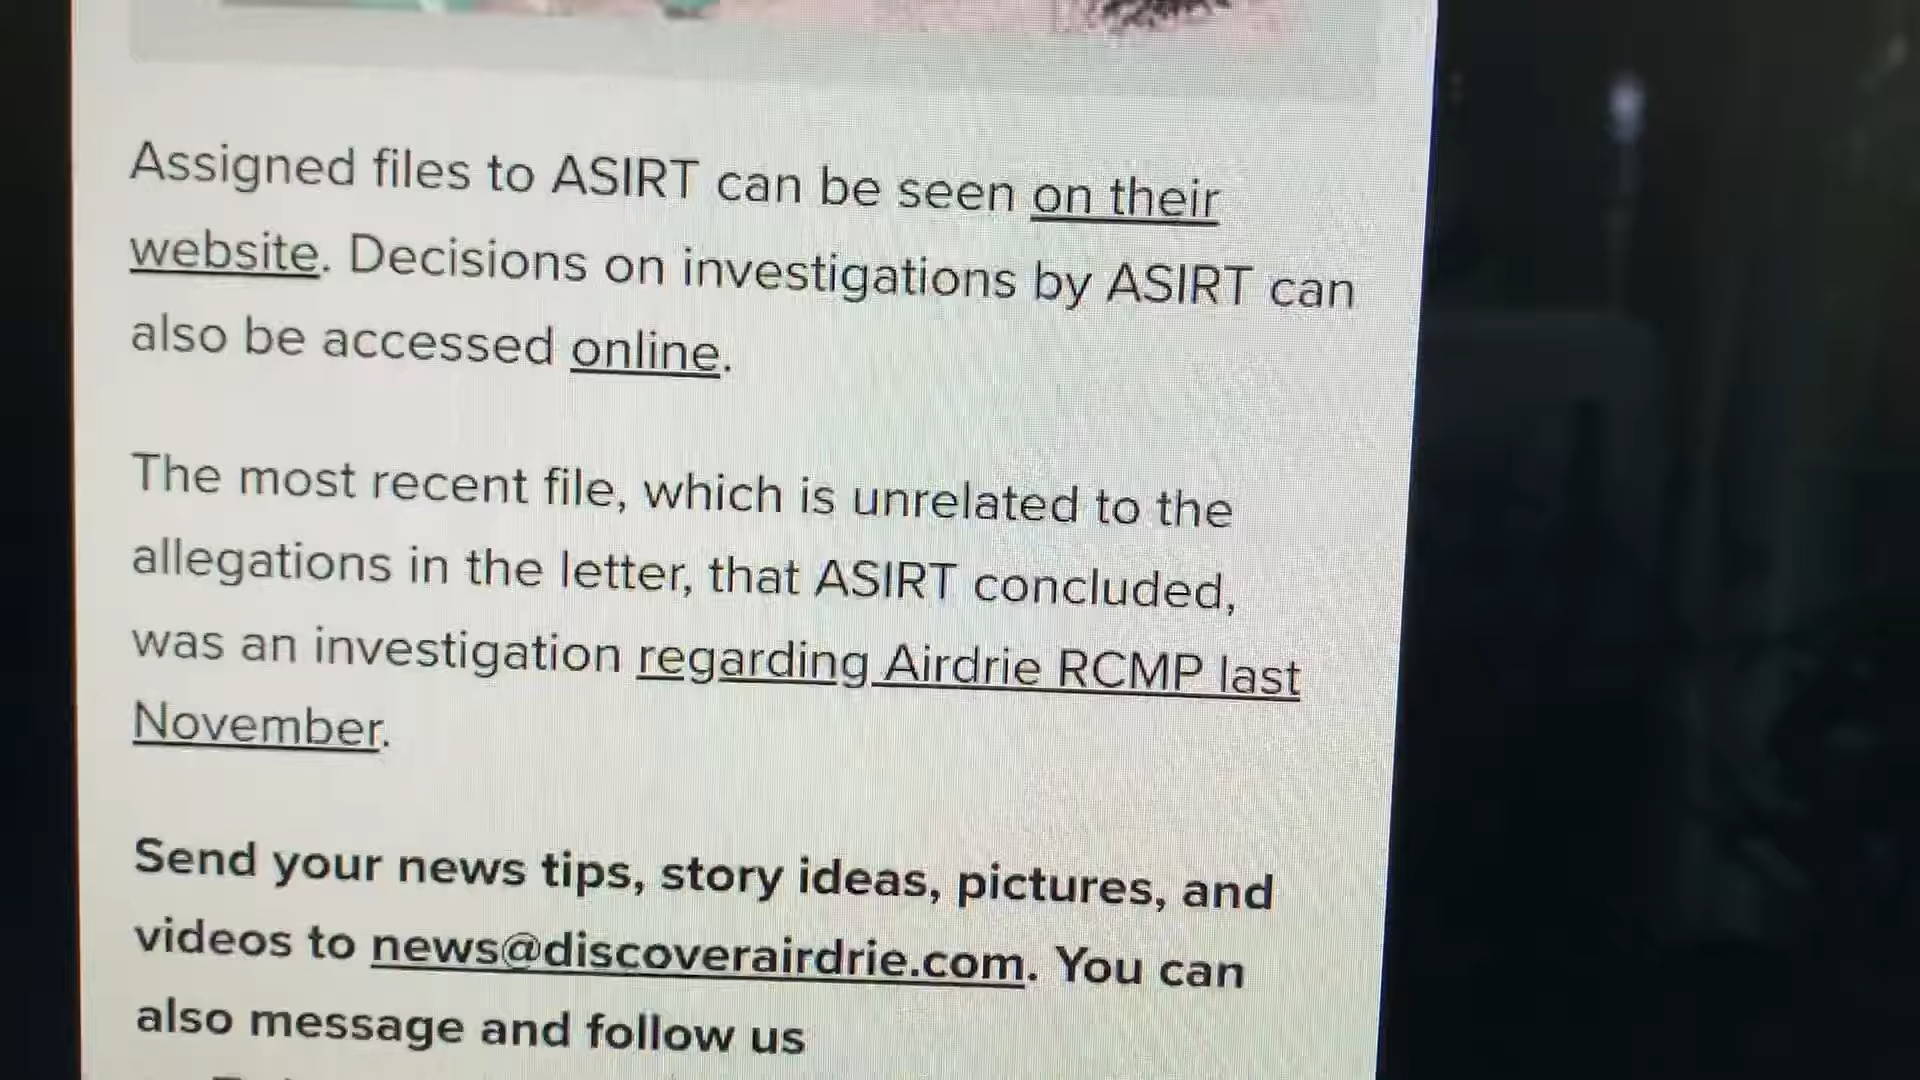 Assigned files to ASIRT can be seen on their
website. Decisions on investigations by ASIRT can
also be accessed online.
The most recent file, which is unrelated to the
allegations in the letter, that ASIRT concluded,
was an investigation regarding Airdrie RCMP last
November.
Send your news tips, story ideas, pictures, and
videos to news@discoverairdrie.com. You can
also message and follow us